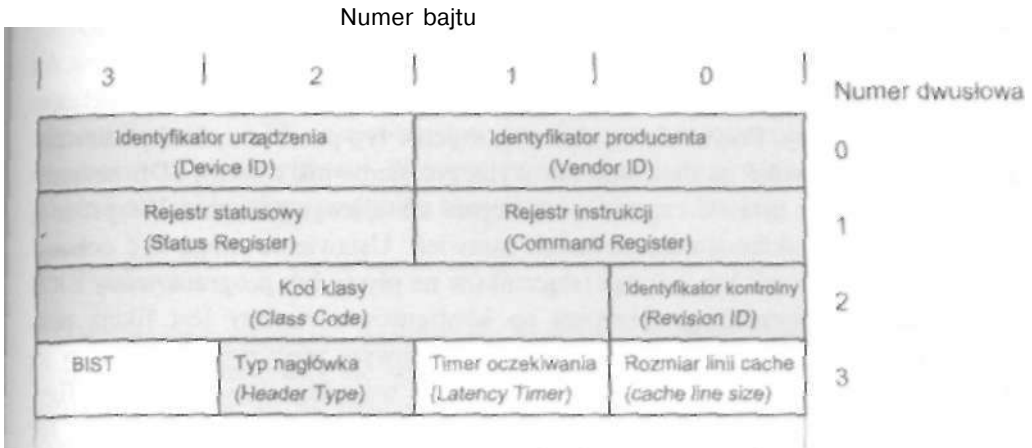 Numer bajtu
3 2 1 0
Numer dwusłowa
Identyfikator urządzenia
(Device ID)
Identyfikator producenta
(Vendor ID)
0
Rejestr statusowy
(Status Register)
Rejestr instrukcji
(Command Register)
1
Kod klasy
(Class Code)
Identyfikator kontrolny
(Revision ID)
2
BIST
Typ nagłówka
(Header Type)
Timer oczekiwania
(Latency Timer)
Rozmiar linii cache
(cache line size)
3